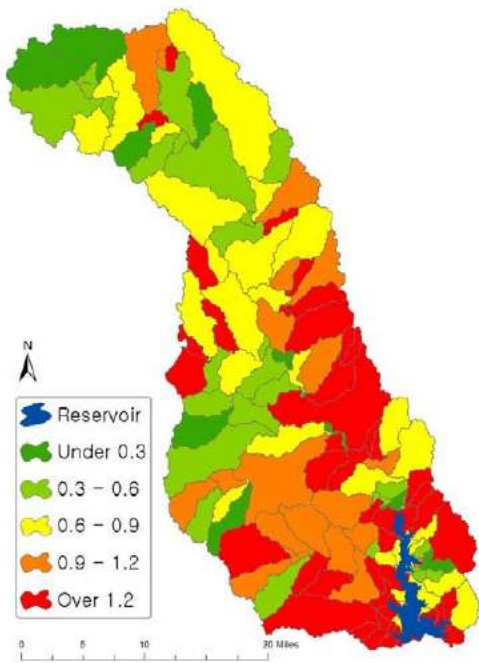 N
Reservoir
Under 0.3
0.3 - 0.6
0.6 - 0.9
0.9 - 1.2
Over 1.2
0 5 10 20 Miles